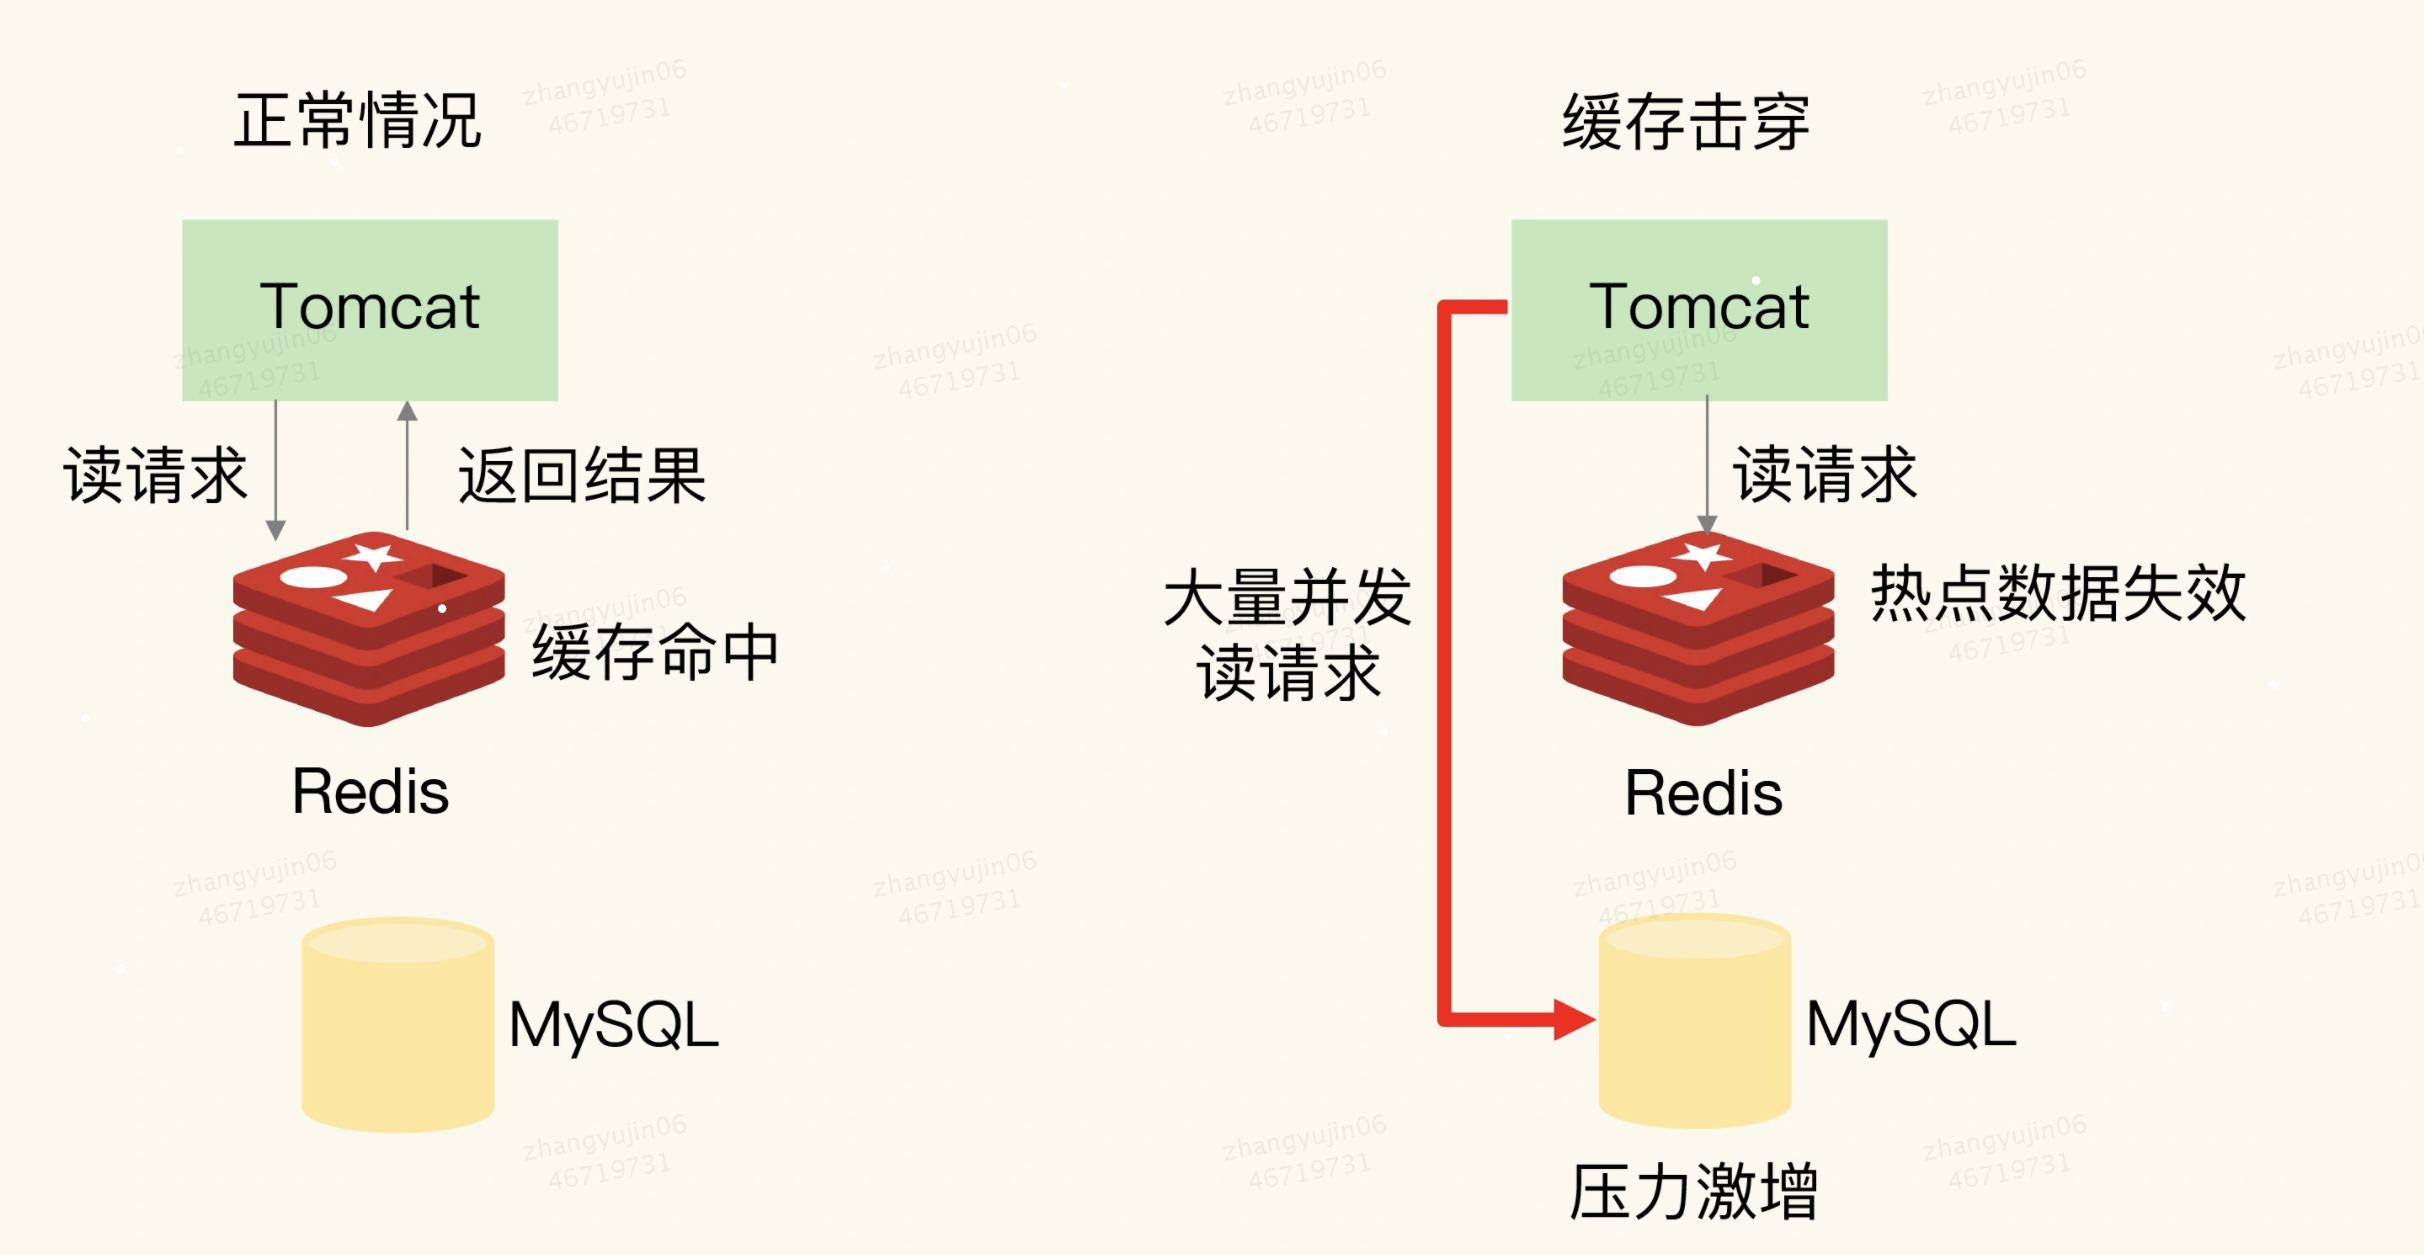 正常情况
Tomcat
读请求
返回结果
缓存命中
Redis
MySQL
缓存击穿
Tomcat
读请求
大量并发
读请求
热点数据失效
Redis
MySQL
压力激增
zhangyujin06
46719731